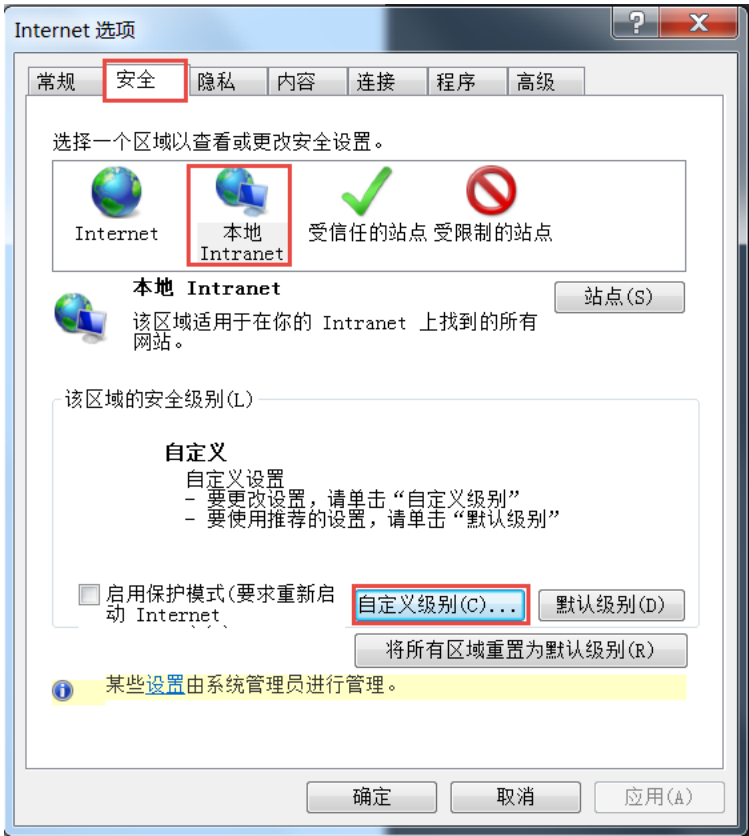 Internet 选项
?
X
常规 安全 隐私 内容 连接 程序 高级
选择一个区域以查看或更改安全设置。
Internet
本地
Intranet
受信任的站点
受限制的站点
本地 Intranet
站点(S)
该区域适用于在你的 Intranet 上找到的所有
网站。
该区域的安全级别(L)
自定义
自定义设置
- 要更改设置，请单击“自定义级别”
- 要使用推荐的设置，请单击“默认级别”
启用保护模式(要求重新启
动 Internet
自定义级别(C)...
默认级别(D)
将所有区域重置为默认级别(R)
某些设置由系统管理员进行管理。
确定 取消 应用(A)